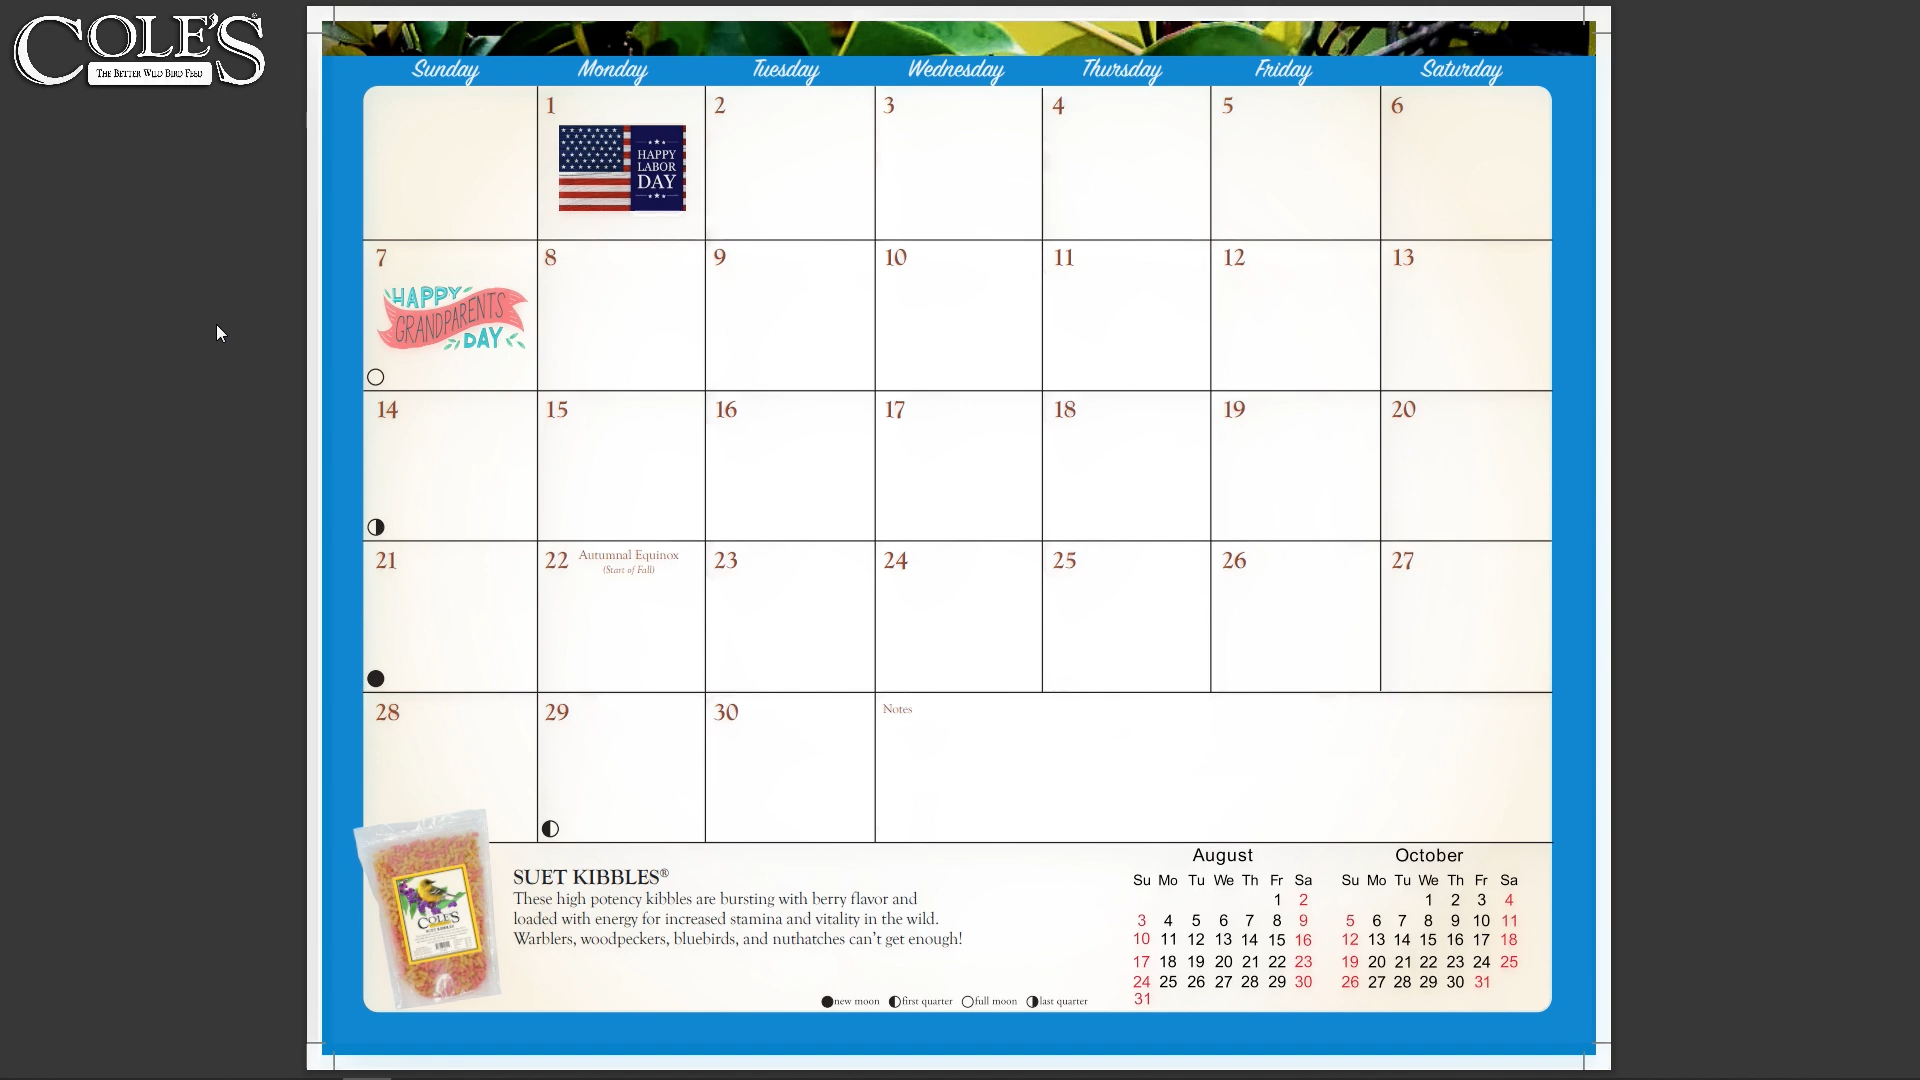 COLE'S®
THE BETTER WILD BIRD FEED
Sunday Monday Tuesday Wednesday Thursday Friday Saturday
1 2 3 4 5 6
HAPPY
LABOR
DAY
7 8 9 10 11 12 13
HAPPY
GRANDPARENTS
DAY
14 15 16 17 18 19 20
21 22 Autumnal Equinox 23 24 25 26 27
(Start of Fall)
28 29 30 Notes
COLE'S
SUET KIBBLES®
These high potency kibbles are bursting with berry flavor and
loaded with energy for increased stamina and vitality in the wild.
Warblers, woodpeckers, bluebirds, and nuthatches can't get enough!
new moon first quarter full moon last quarter
August
Su Mo Tu We Th Fr Sa
1 2
3 4 5 6 7 8 9
10 11 12 13 14 15 16
17 18 19 20 21 22 23
24 25 26 27 28 29 30
31
October
Su Mo Tu We Th Fr Sa
1 2 3 4
5 6 7 8 9 10 11
12 13 14 15 16 17 18
19 20 21 22 23 24 25
26 27 28 29 30 31